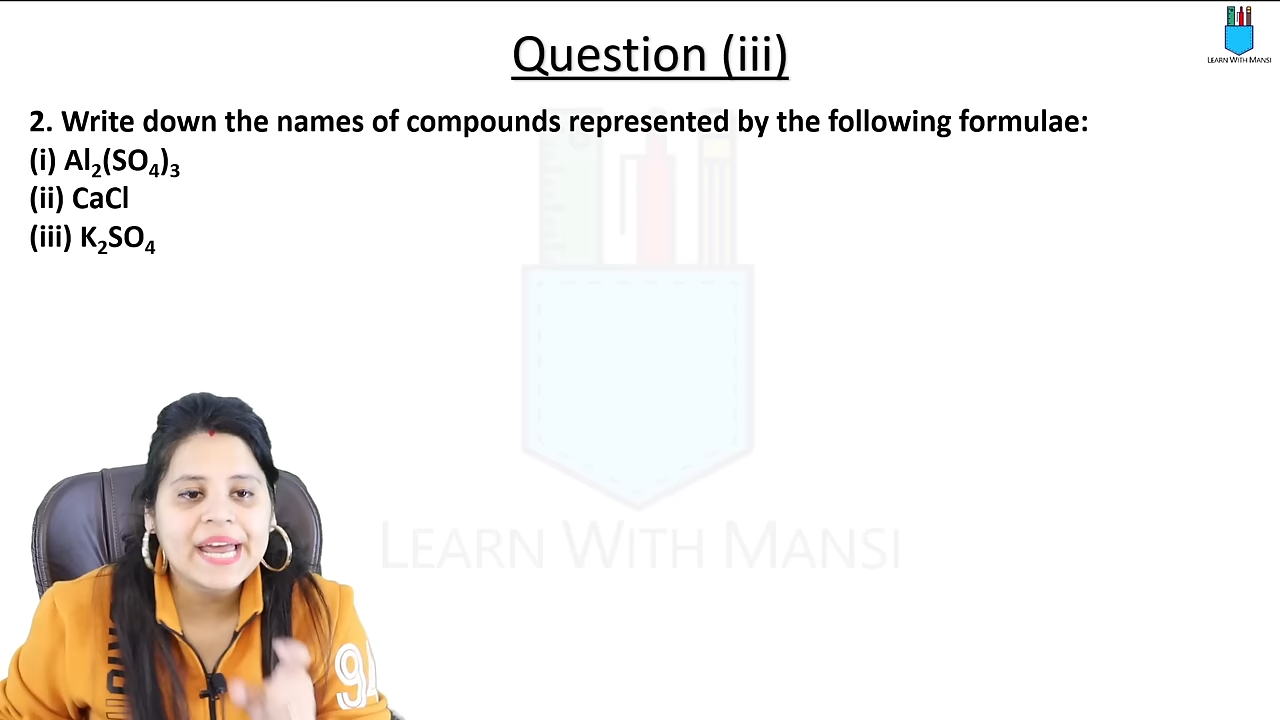 Question (iii)
LEARN WITH MANSI
2. Write down the names of compounds represented by the following formulae:
(i) Al₂(SO₄)₃
(ii) CaCl
(iii) K₂SO₄
LEARN WITH MANSI